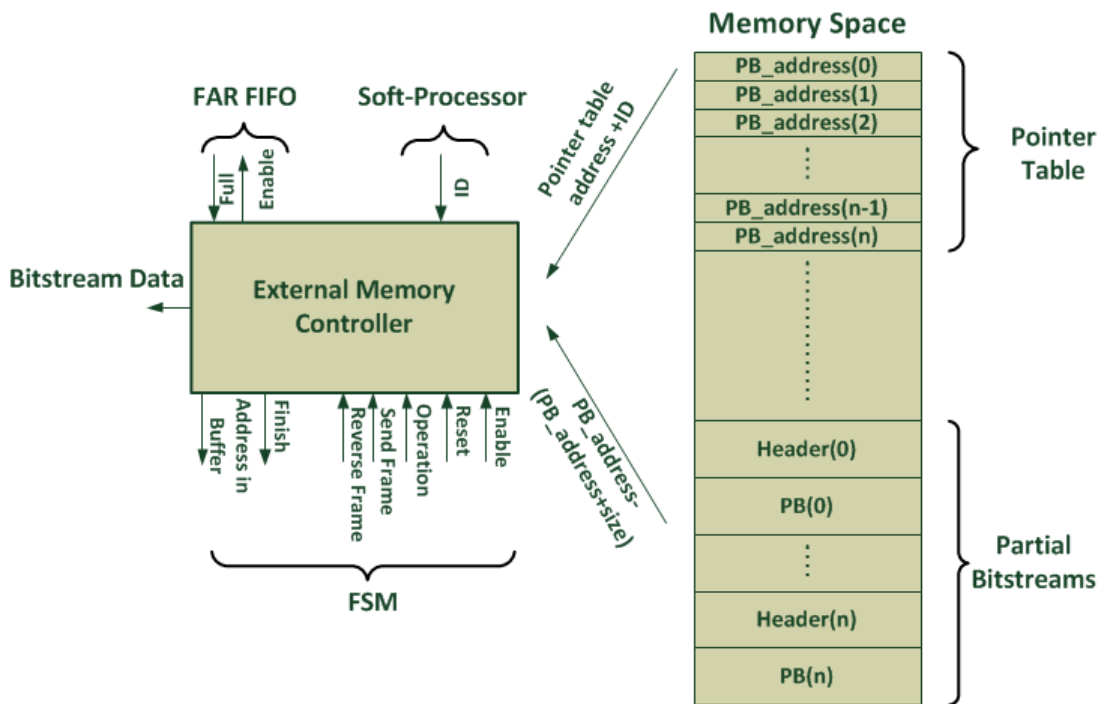 Memory Space
FAR FIFO
Soft-Processor
Full
Enable
ID
Pointer table
address +ID
Bitstream Data
External Memory
Controller
Buffer
Address in
Finish
Reverse Frame
Send Frame
Operation
Reset
Enable
FSM
PB_address-
(PB_address+size)
PB_address(0)
PB_address(1)
PB_address(2)
PB_address(n-1)
PB_address(n)
Pointer
Table
Header(0)
PB(0)
Header(n)
PB(n)
Partial
Bitstreams